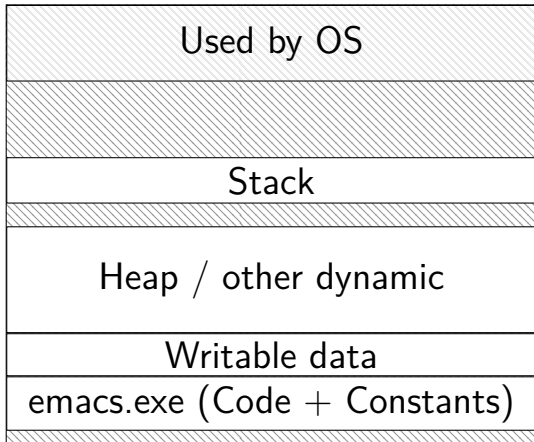 Used by OS
Stack
Heap / other dynamic
Writable data
emacs.exe (Code + Constants)